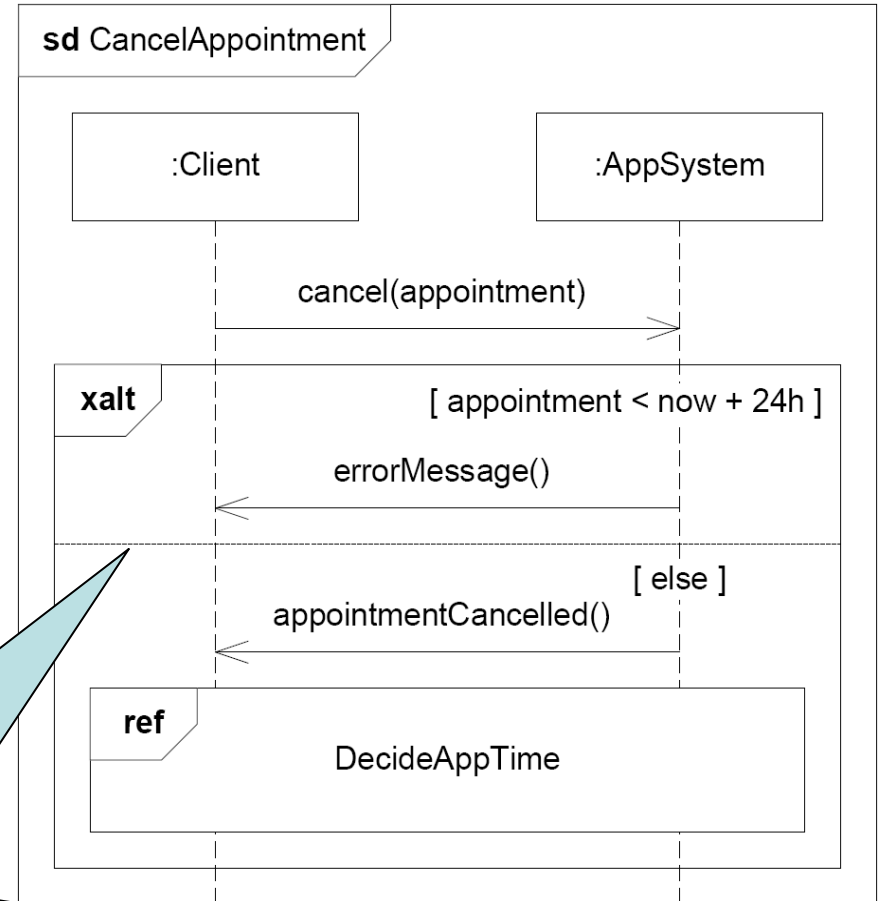 sd CancelAppointment
:Client
:AppSystem
cancel(appointment)
xalt
[ appointment < now + 24h ]
errorMessage()
[ else ]
appointmentCancelled()
ref
DecideAppTime